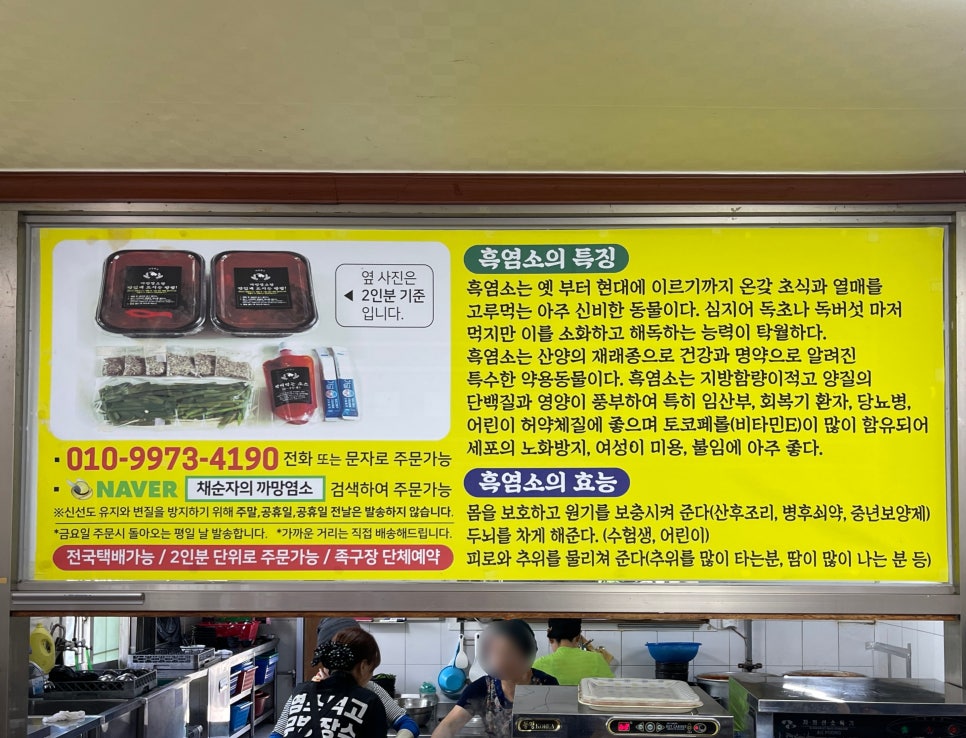 옆 사진은
◀ 2인분 기준
입니다.
· 010-9973-4190 전화 또는 문자로 주문가능
· NAVER 채순자의 까망염소 검색하여 주문가능
※신선도 유지와 변질을 방지하기 위해 주말,공휴일,공휴일 전날은 발송하지 않습니다.
*금요일 주문시 돌아오는 평일 날 발송합니다. *가까운 거리는 직접 배송해드립니다.
전국택배가능 / 2인분 단위로 주문가능 / 족구장 단체예약
흑염소의 특징
흑염소는 옛 부터 현대에 이르기까지 온갖 초식과 열매를
고루먹는 아주 신비한 동물이다. 심지어 독초나 독버섯 마저
먹지만 이를 소화하고 해독하는 능력이 탁월하다.
흑염소는 산양의 재래종으로 건강과 명약으로 알려진
특수한 약용동물이다. 흑염소는 지방함량이적고 양질의
단백질과 영양이 풍부하여 특히 임산부, 회복기 환자, 당뇨병,
어린이 허약체질에 좋으며 토코페롤(비타민E)이 많이 함유되어
세포의 노화방지, 여성이 미용, 불임에 아주 좋다.
흑염소의 효능
몸을 보호하고 원기를 보충시켜 준다(산후조리, 병후쇠약, 중년보양제)
두뇌를 차게 해준다. (수험생, 어린이)
피로와 추위를 물리쳐 준다(추위를 많이 타는분, 땀이 많이 나는 분 등)